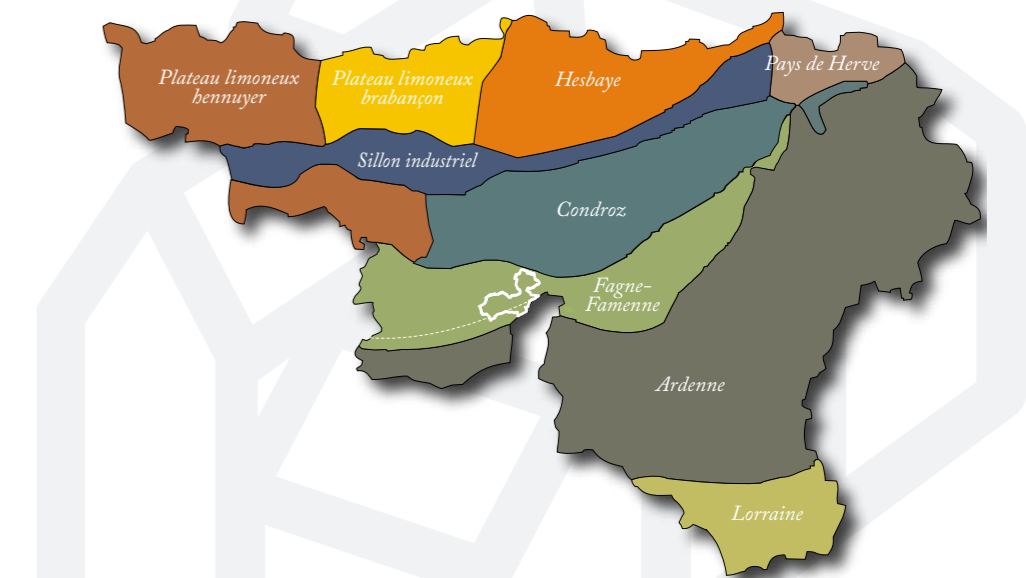 Plateau limoneux
hennuyer
Plateau limoneux
brabançon
Hesbaye
Pays de Herve
Sillon industriel
Condroz
Fagne-
Famenne
Ardenne
Lorraine